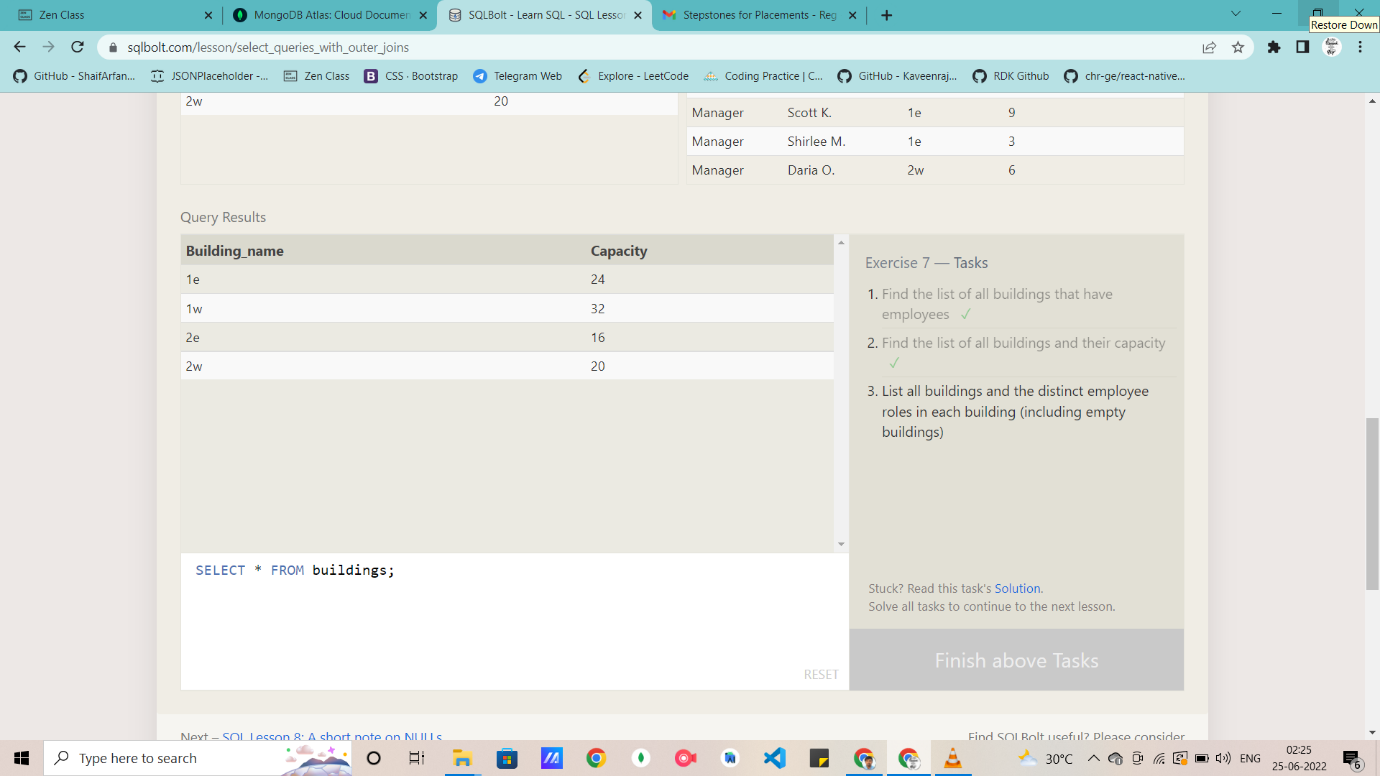 Zen Class
MongoDB Atlas: Cloud Documen
SQLBolt - Learn SQL - SQL Lesson
Stepstones for Placements - Reg
Restore Down
sqlbolt.com/lesson/select_queries_with_outer_joins
GitHub - ShaifArfan...
JSONPlaceholder -...
Zen Class
CSS · Bootstrap
Telegram Web
Explore - LeetCode
Coding Practice | C...
GitHub - Kaveenraj...
RDK Github
chr-ge/react-native...
2w 20
Manager Scott K. 1e 9
Manager Shirlee M. 1e 3
Manager Daria O. 2w 6
Query Results
Building_name Capacity
1e 24
1w 32
2e 16
2w 20
Exercise 7 — Tasks
1. Find the list of all buildings that have
employees ✓
2. Find the list of all buildings and their capacity
✓
3. List all buildings and the distinct employee
roles in each building (including empty
buildings)
SELECT * FROM buildings;
RESET
Stuck? Read this task's Solution.
Solve all tasks to continue to the next lesson.
Finish above Tasks
Next – SQL Lesson 8: A short note on NULLs
Find SQLBolt useful? Please consider
Type here to search
30°C
ENG
02:25
25-06-2022
6